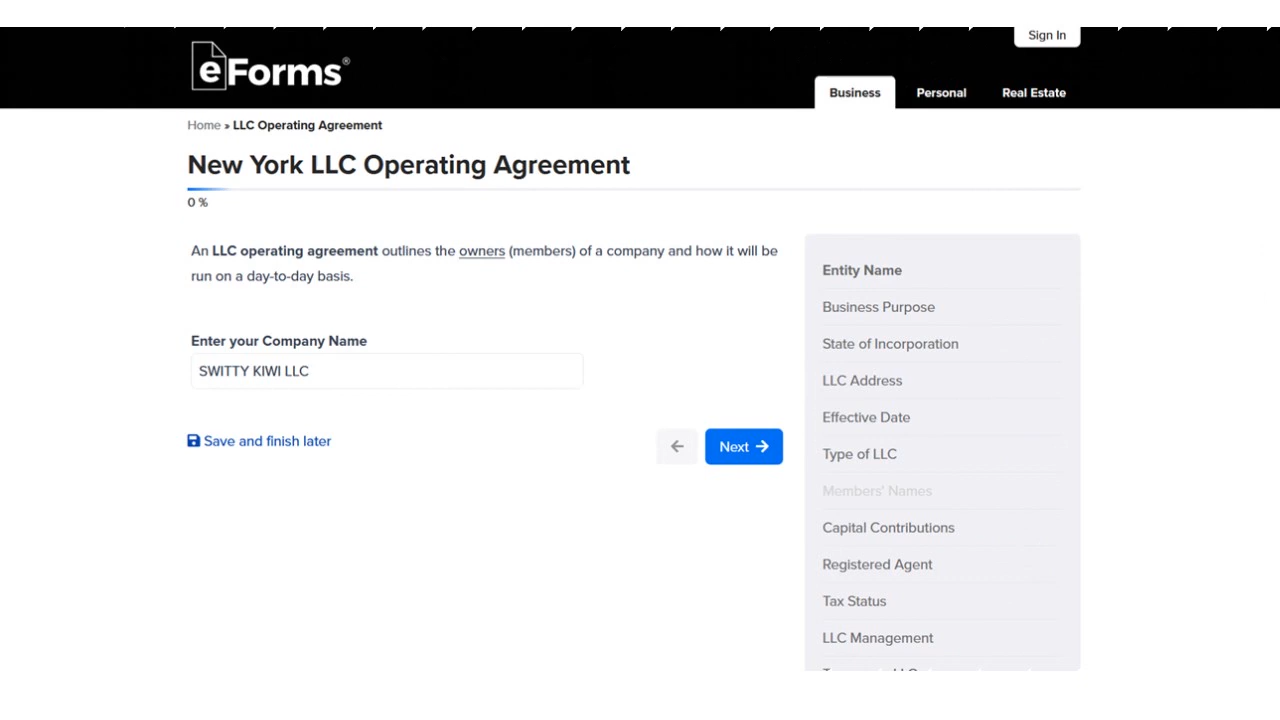 Sign In
eForms®
Business
Personal
Real Estate
Home » LLC Operating Agreement
New York LLC Operating Agreement
0 %
An LLC operating agreement outlines the owners (members) of a company and how it will be
run on a day-to-day basis.
Enter your Company Name
SWITTY KIWI LLC
Save and finish later
Next
Entity Name
Business Purpose
State of Incorporation
LLC Address
Effective Date
Type of LLC
Members' Names
Capital Contributions
Registered Agent
Tax Status
LLC Management